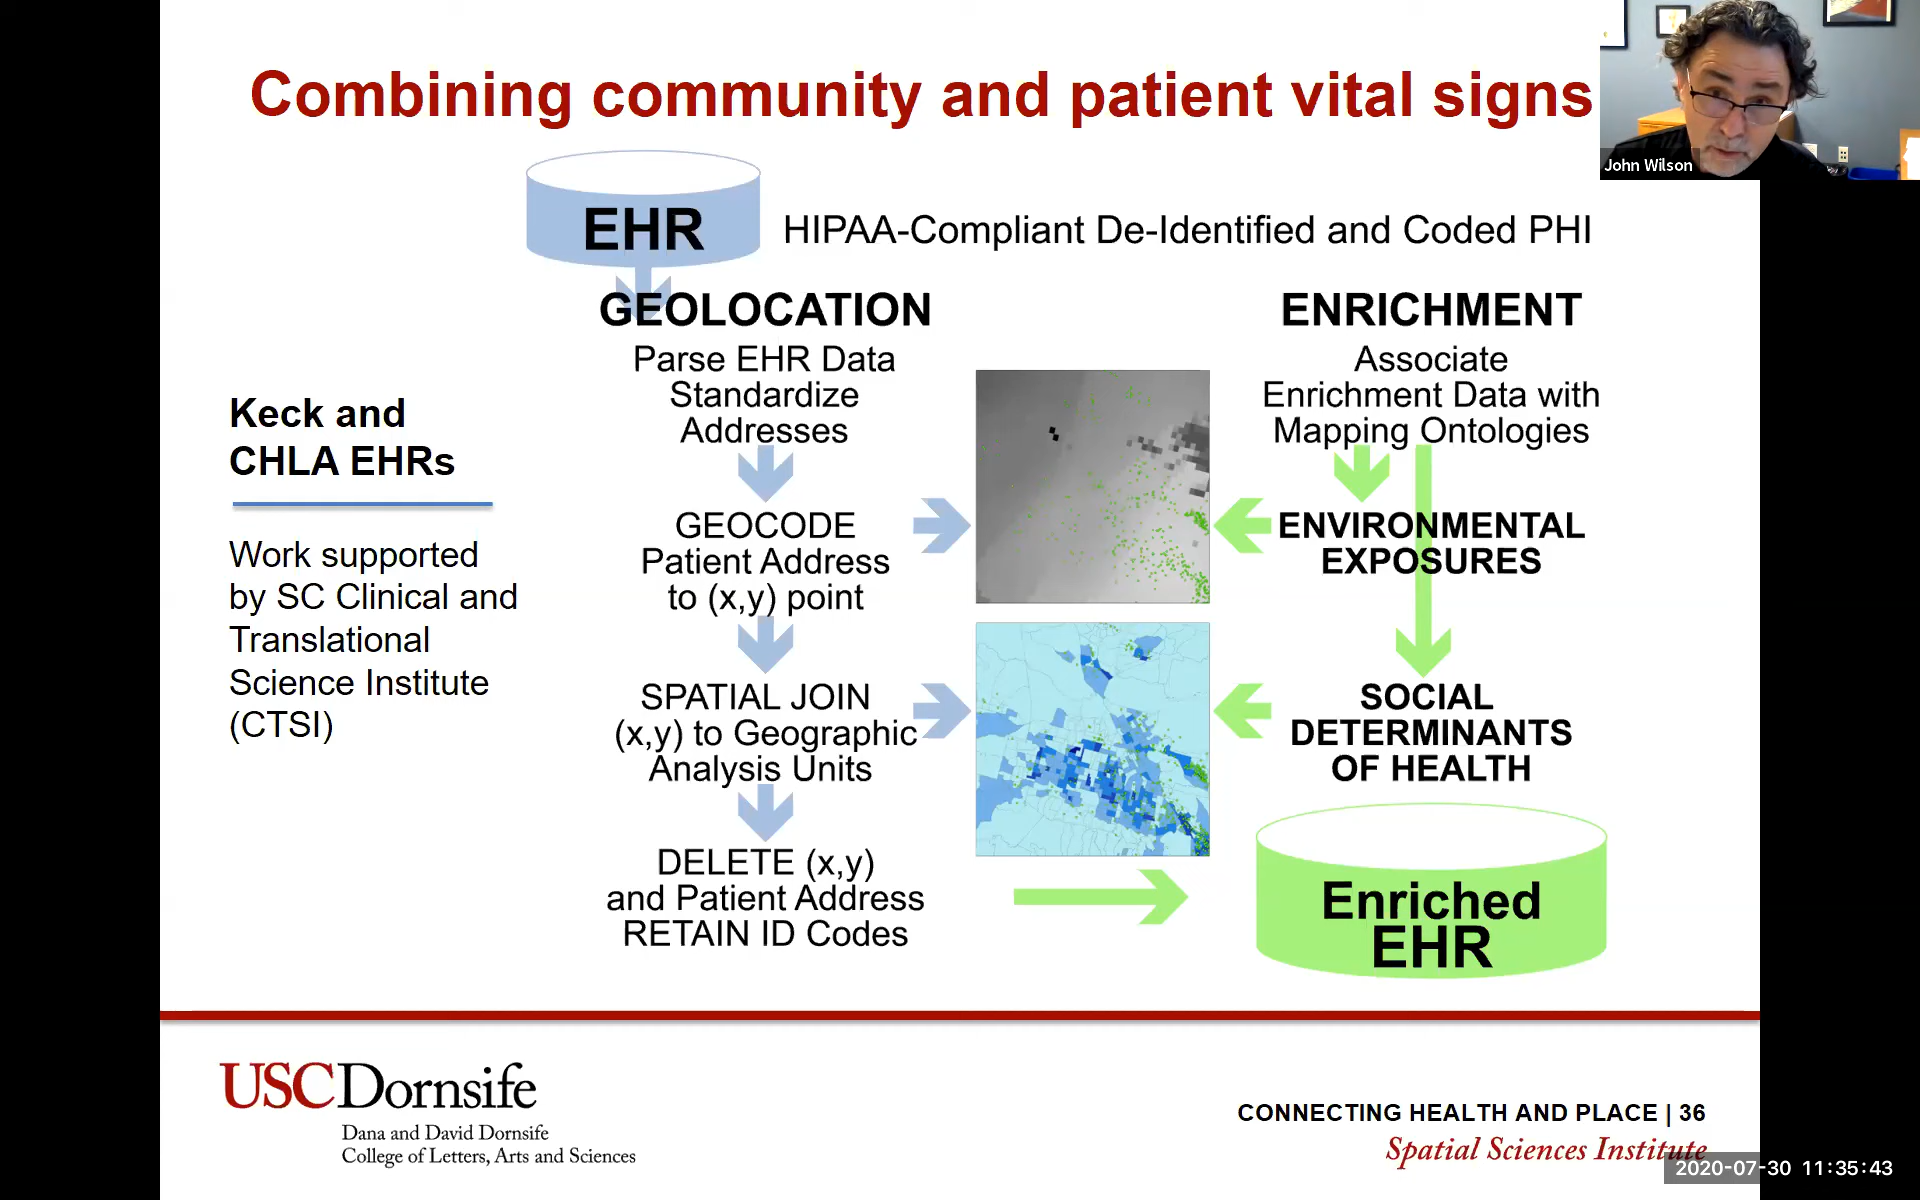 Combining community and patient vital signs
John Wilson
EHR
HIPAA-Compliant De-Identified and Coded PHI
GEOLOCATION
Parse EHR Data
Standardize
Addresses
GEOCODE
Patient Address
to (x,y) point
SPATIAL JOIN
(x,y) to Geographic
Analysis Units
DELETE (x,y)
and Patient Address
RETAIN ID Codes
ENRICHMENT
Associate
Enrichment Data with
Mapping Ontologies
ENVIRONMENTAL
EXPOSURES
SOCIAL
DETERMINANTS
OF HEALTH
Enriched
EHR
Keck and
CHLA EHRs
Work supported
by SC Clinical and
Translational
Science Institute
(CTSI)
USCDornsife
Dana and David Dornsife
College of Letters, Arts and Sciences
CONNECTING HEALTH AND PLACE | 36
Spatial Sciences Institute
2020-07-30 11:35:43